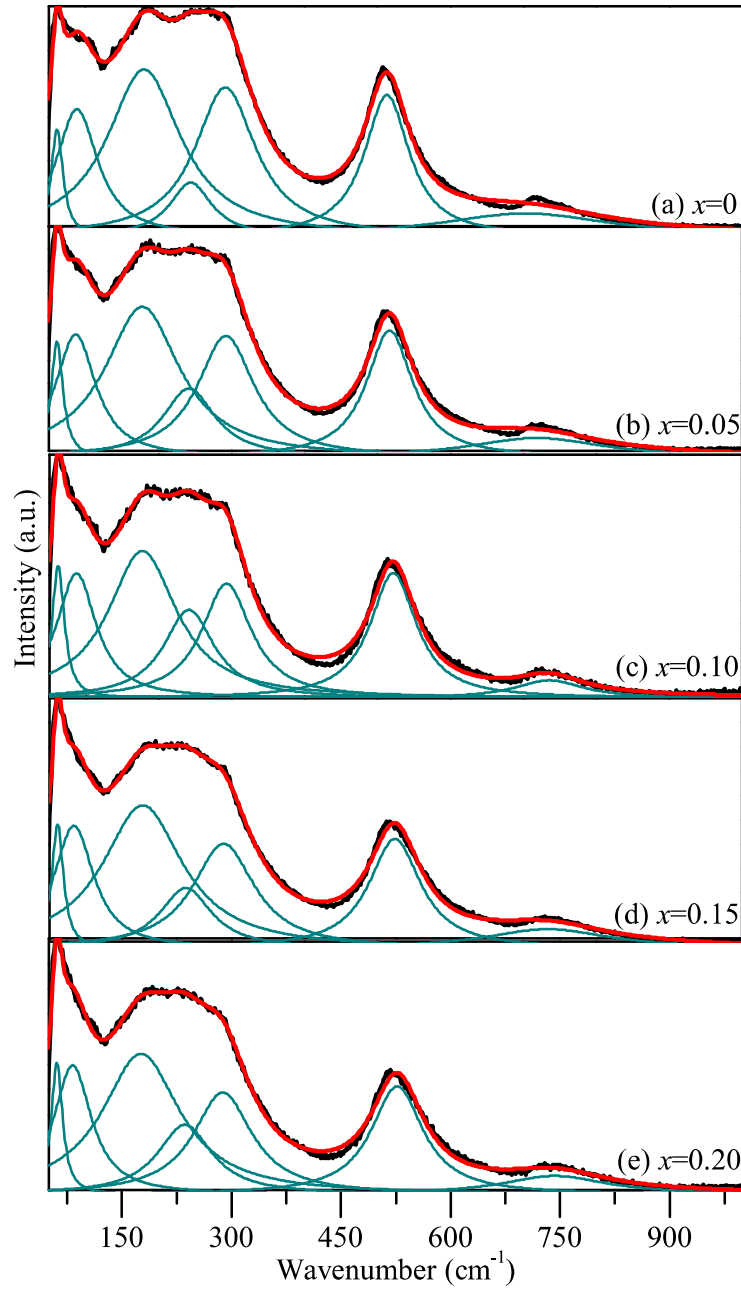 (a) x=0
(b) x=0.05
(c) x=0.10
(d) x=0.15
(e) x=0.20
Intensity (a.u.)
150 300 450 600 750 900
Wavenumber (cm⁻¹)